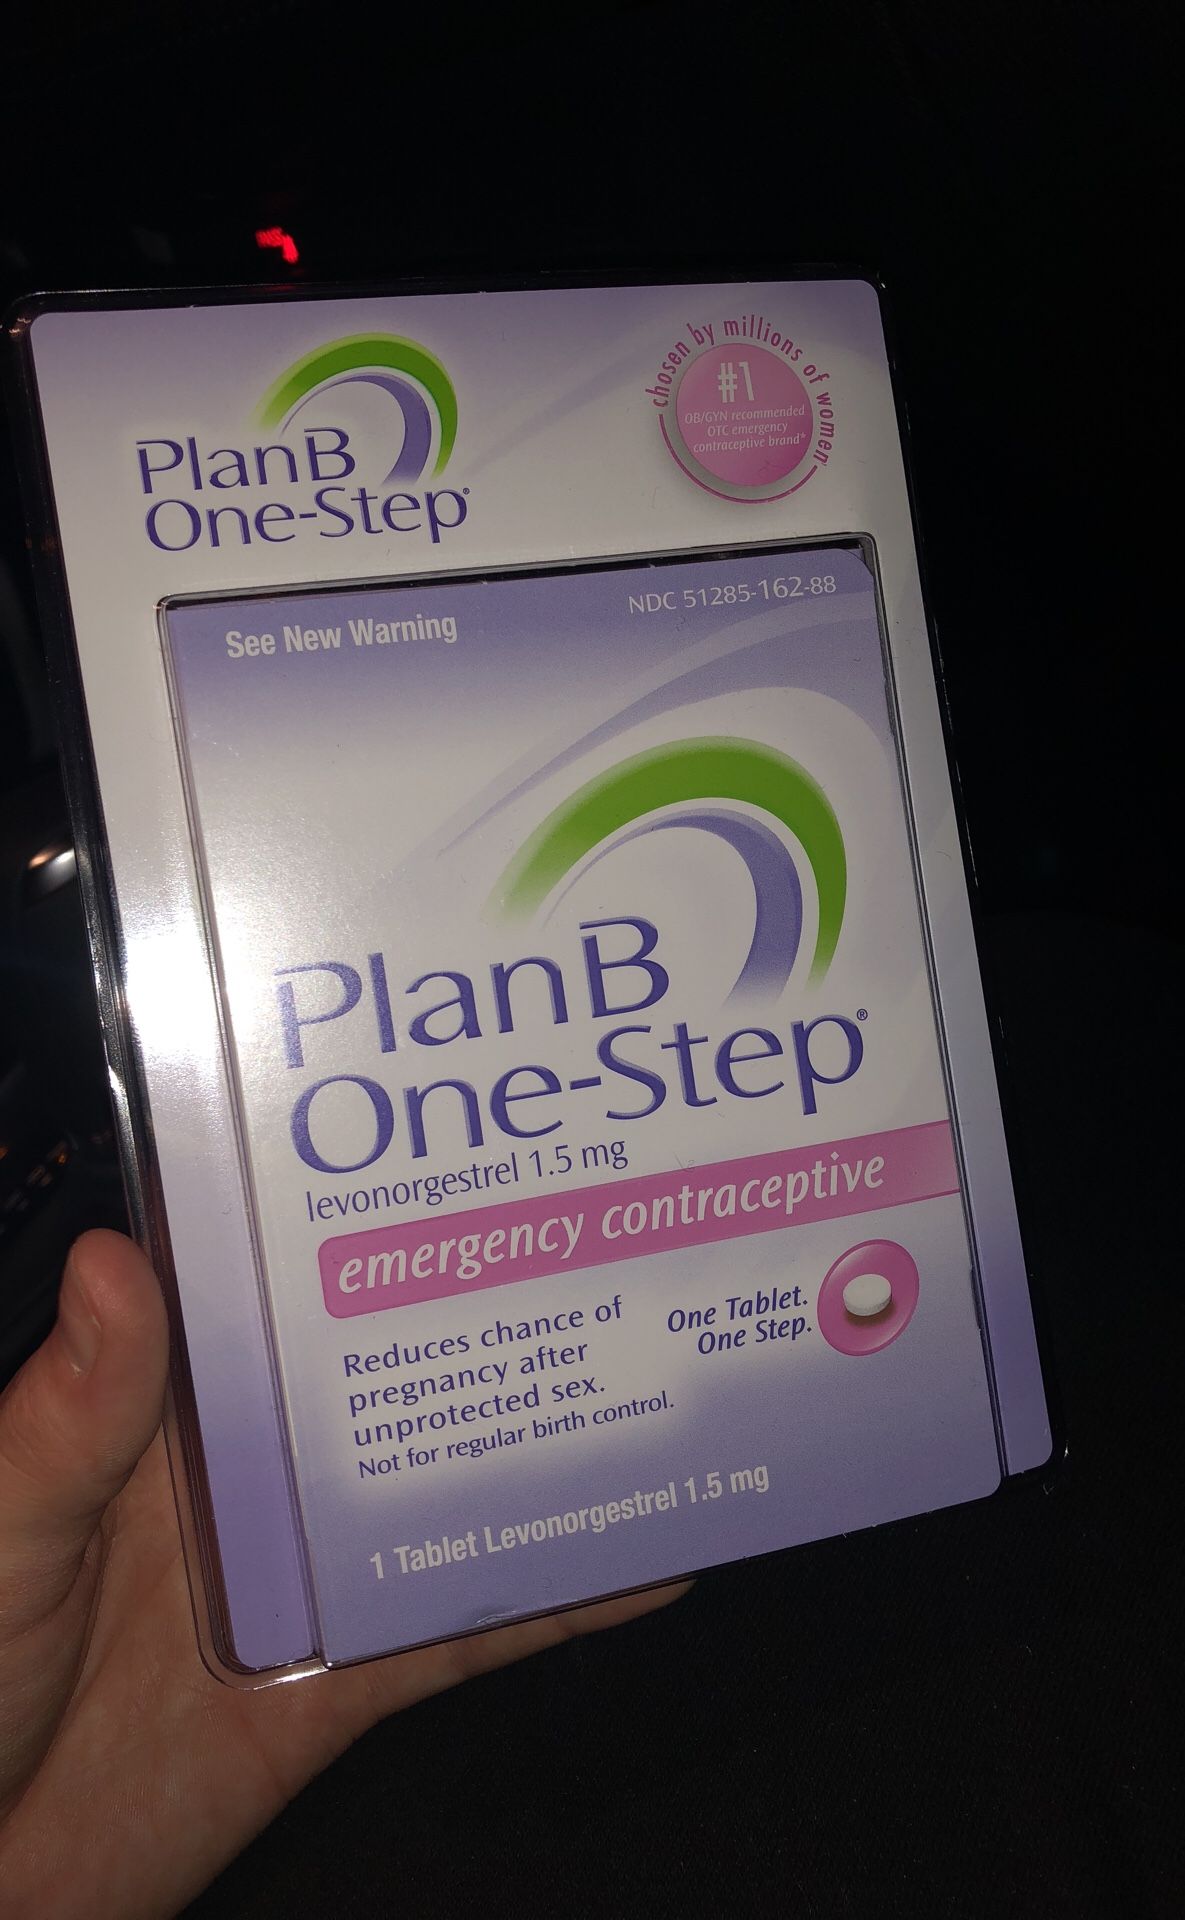 PlanB
One-Step®
chosen by millions of women
#1
OB/GYN recommended
OTC emergency
contraceptive brand*
See New Warning
NDC 51285-162-88
PlanB
One-Step®
levonorgestrel 1.5 mg
emergency contraceptive
Reduces chance of
pregnancy after
unprotected sex.
Not for regular birth control.
One Tablet.
One Step.
1 Tablet Levonorgestrel 1.5 mg